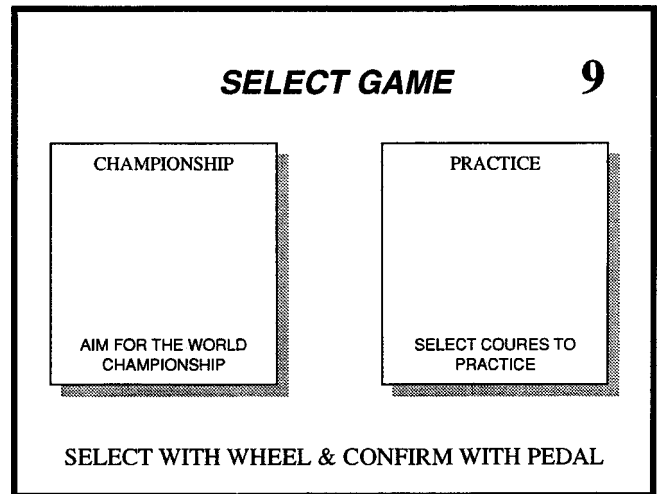 SELECT GAME 9
CHAMPIONSHIP
AIM FOR THE WORLD
CHAMPIONSHIP
PRACTICE
SELECT COURES TO
PRACTICE
SELECT WITH WHEEL & CONFIRM WITH PEDAL